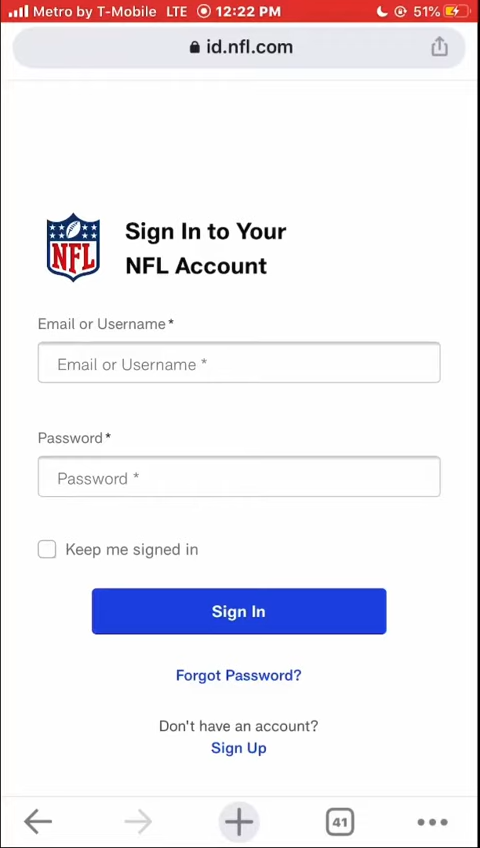 Metro by T-Mobile LTE 12:22 PM 51%
id.nfl.com
NFL
Sign In to Your
NFL Account
Email or Username*
Email or Username *
Password*
Password *
Keep me signed in
Sign In
Forgot Password?
Don't have an account?
Sign Up
41